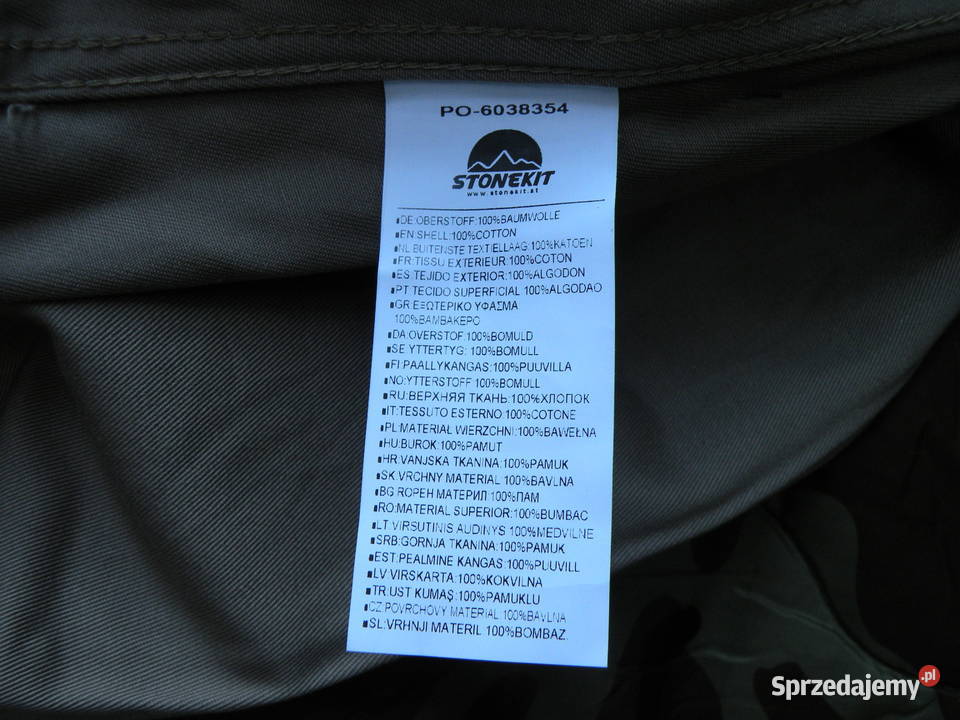 PO-6038354
STONEKIT
www.stonekit.at
DE:OBERSTOFF:100%BAUMWOLLE
EN:SHELL:100%COTTON
NL BUITENSTE TEXTIELLAAG:100%KATOEN
FR:TISSU EXTERIEUR:100%COTON
ES:TEJIDO EXTERIOR:100%ALGODON
PT:TECIDO SUPERFICIAL 100%ALGODAO
GR:ΕΞΩΤΕΡΙΚΟ ΥΦΑΣΜΑ
100%ΒΑΜΒΑΚΕΡΟ
DA:OVERSTOF:100%BOMULD
SE:YTTERTYG: 100%BOMULL
FI:PAALLYKANGAS:100%PUUVILLA
NO:YTTERSTOFF 100%BOMULL
RU:ВЕРХНЯЯ ТКАНЬ:100%ХЛОПОК
IT:TESSUTO ESTERNO:100%COTONE
PL:MATERIAŁ WIERZCHNI:100%BAWEŁNA
HU:BUROK:100%PAMUT
HR:VANJSKA TKANINA:100%PAMUK
SK:VRCHNY MATERIAL 100%BAVLNA
BG ГОРЕН МАТЕРИЛ 100%ПАМ
RO:MATERIAL SUPERIOR:100%BUMBAC
LT:VIRSUTINIS AUDINYS 100%MEDVILNE
SRB:GORNJA TKANINA:100%PAMUK
EST:PEALMINE KANGAS:100%PUUVILL
LV VIRSKARTA:100%KOKVILNA
TR:UST KUMAŞ:100%PAMUKLU
CZ:POVRCHOVY MATERIAL:100%BAVLNA
SL:VRHNJI MATERIL 100%BOMBAZ.
Sprzedajemy.pl